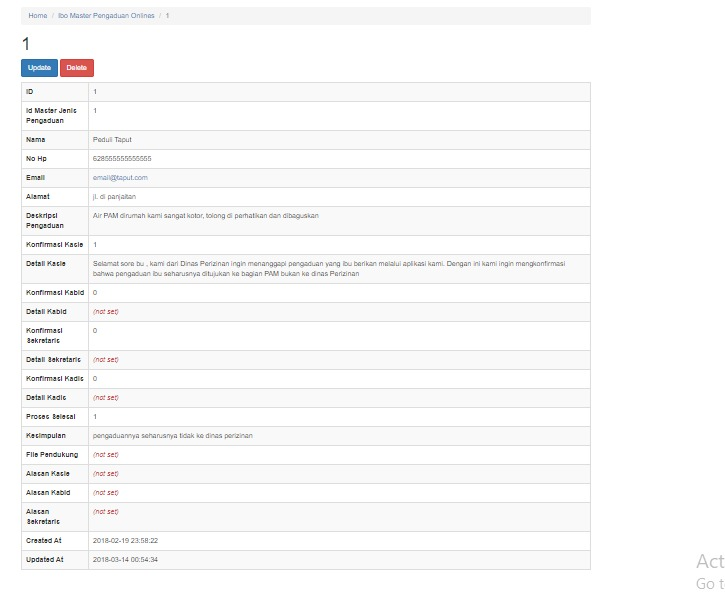 Home / Ibo Master Pengaduan Onlines / 1
1
Update Delete
ID 1
Id Master Jenis 1
Pengaduan
Nama Peduli Taput
No Hp 628555555555555
Email email@taput.com
Alamat jl. di panjaitan
Deskripsi Air PAM dirumah kami sangat kotor, tolong di perhatikan dan dibaguskan
Pengaduan
Konfirmasi Kasie 1
Detail Kasie Selamat sore bu , kami dari Dinas Perizinan ingin menanggapi pengaduan yang ibu berikan melalui aplikasi kami. Dengan ini kami ingin mengkonfirmasi
bahwa pengaduan ibu seharusnya ditujukan ke bagian PAM bukan ke dinas Perizinan
Konfirmasi Kabid 0
Detail Kabid (not set)
Konfirmasi 0
Sekretaris
Detail Sekretaris (not set)
Konfirmasi Kadis 0
Detail Kadis (not set)
Proses Selesai 1
Kesimpulan pengaduannya seharusnya tidak ke dinas perizinan
File Pendukung (not set)
Alasan Kasie (not set)
Alasan Kabid (not set)
Alasan (not set)
Sekretaris
Created At 2018-02-19 23:58:22
Updated At 2018-03-14 00:54:34
Act
Go t